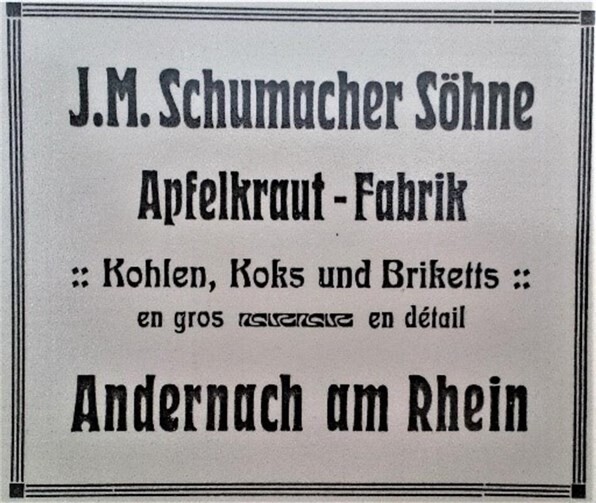 J.M. Schumacher Söhne
Apfelkraut-Fabrik
:: Kohlen, Koks und Briketts ::
en gros en détail
Andernach am Rhein